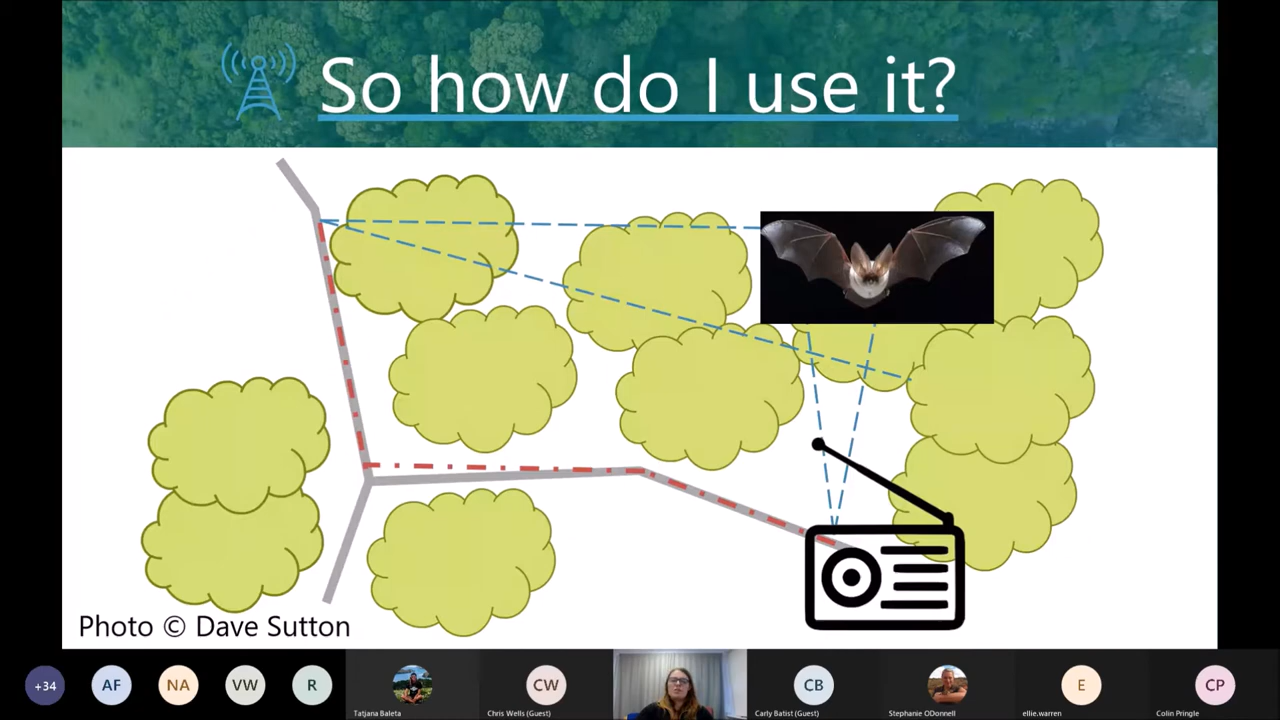 So how do I use it?
Photo © Dave Sutton
+34
AF
NA
VW
R
Tatjana Baleta
CW
Chris Wells (Guest)
CB
Carly Batist (Guest)
Stephanie ODonnell
E
ellie.warren
CP
Colin Pringle